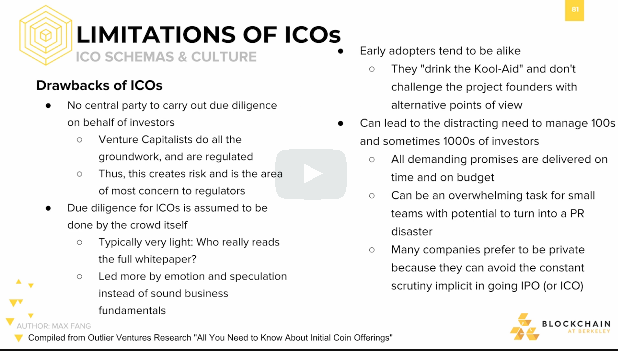 81
LIMITATIONS OF ICOs
ICO SCHEMAS & CULTURE
Drawbacks of ICOs
● No central party to carry out due diligence
on behalf of investors
○ Venture Capitalists do all the
groundwork, and are regulated
○ Thus, this creates risk and is the area
of most concern to regulators
● Due diligence for ICOs is assumed to be
done by the crowd itself
○ Typically very light: Who really reads
the full whitepaper?
○ Led more by emotion and speculation
instead of sound business
fundamentals
● Early adopters tend to be alike
○ They "drink the Kool-Aid" and don't
challenge the project founders with
alternative points of view
● Can lead to the distracting need to manage 100s
and sometimes 1000s of investors
○ All demanding promises are delivered on
time and on budget
○ Can be an overwhelming task for small
teams with potential to turn into a PR
disaster
○ Many companies prefer to be private
because they can avoid the constant
scrutiny implicit in going IPO (or ICO)
AUTHOR: MAX FANG
Compiled from Outlier Ventures Research "All You Need to Know About Initial Coin Offerings"
BLOCKCHAIN
AT BERKELEY